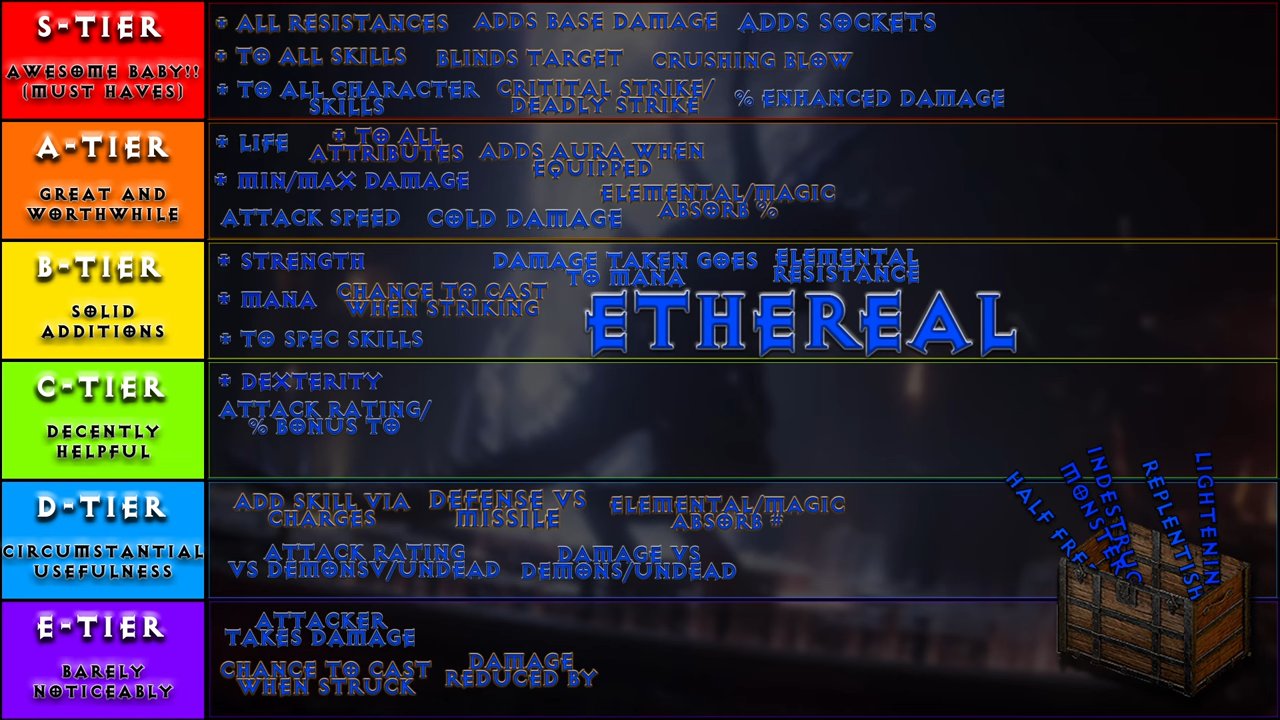 S-TIER
AWESOME BABY!!
(MUST HAVES)
+ ALL RESISTANCES
ADDS BASE DAMAGE
ADDS SOCKETS
+ TO ALL SKILLS
BLINDS TARGET
CRUSHING BLOW
+ TO ALL CHARACTER
SKILLS
CRITITAL STRIKE/
DEADLY STRIKE
% ENHANCED DAMAGE
A-TIER
GREAT AND
WORTHWHILE
+ LIFE
+ TO ALL
ATTRIBUTES
ADDS AURA WHEN
EQUIPPED
+ MIN/MAX DAMAGE
ELEMENTAL/MAGIC
ABSORB %
ATTACK SPEED
COLD DAMAGE
B-TIER
SOLID
ADDITIONS
+ STRENGTH
DAMAGE TAKEN GOES
TO MANA
ELEMENTAL
RESISTANCE
+ MANA
CHANCE TO CAST
WHEN STRIKING
ETHEREAL
+ TO SPEC SKILLS
C-TIER
DECENTLY
HELPFUL
+ DEXTERITY
ATTACK RATING/
% BONUS TO
D-TIER
CIRCUMSTANTIAL
USEFULNESS
ADD SKILL VIA
CHARGES
DEFENSE VS
MISSILE
ELEMENTAL/MAGIC
ABSORB #
ATTACK RATING
VS DEMONSV/UNDEAD
DAMAGE VS
DEMONS/UNDEAD
HALF FRE
MONSTER
INDESTRUC
REPLENTISH
LIGHTENIN
E-TIER
BARELY
NOTICEABLY
ATTACKER
TAKES DAMAGE
CHANCE TO CAST
WHEN STRUCK
DAMAGE
REDUCED BY